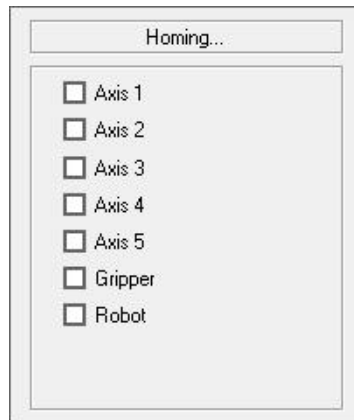 Homing...
Axis 1
Axis 2
Axis 3
Axis 4
Axis 5
Gripper
Robot